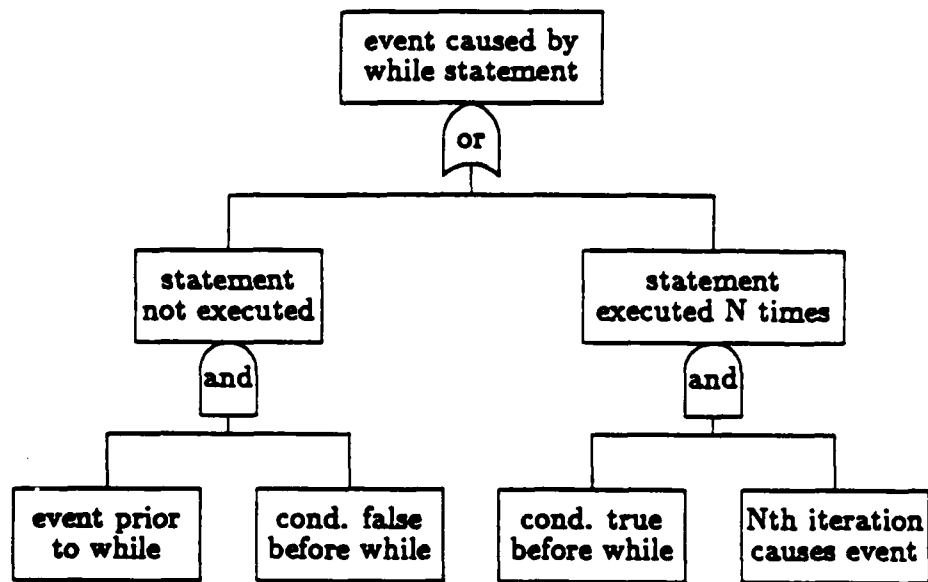 event caused by
while statement
or
statement
not executed
statement
executed N times
and
and
event prior
to while
cond. false
before while
cond. true
before while
Nth iteration
causes event